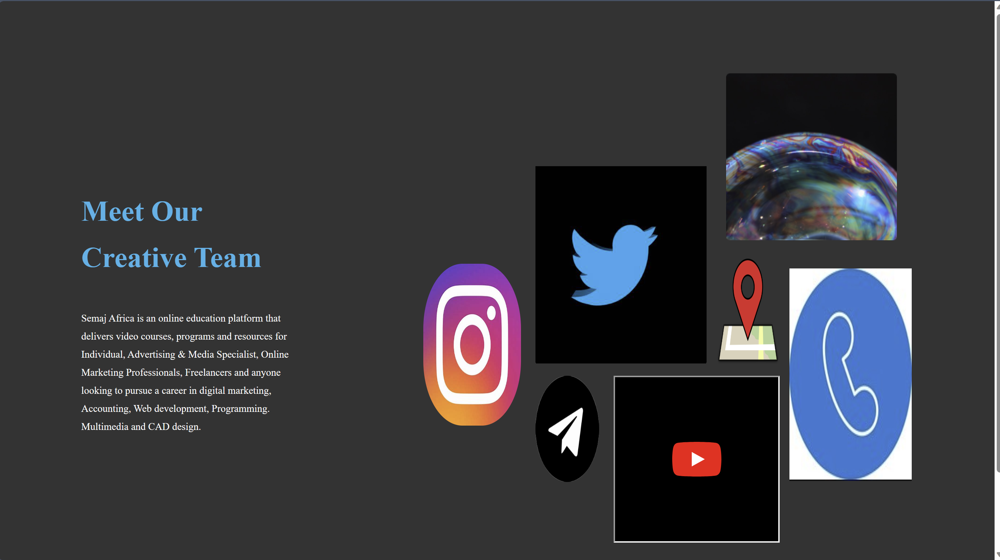 Meet Our
Creative Team
Semaj Africa is an online education platform that
delivers video courses, programs and resources for
Individual, Advertising & Media Specialist, Online
Marketing Professionals, Freelancers and anyone
looking to pursue a career in digital marketing,
Accounting, Web development, Programming.
Multimedia and CAD design.